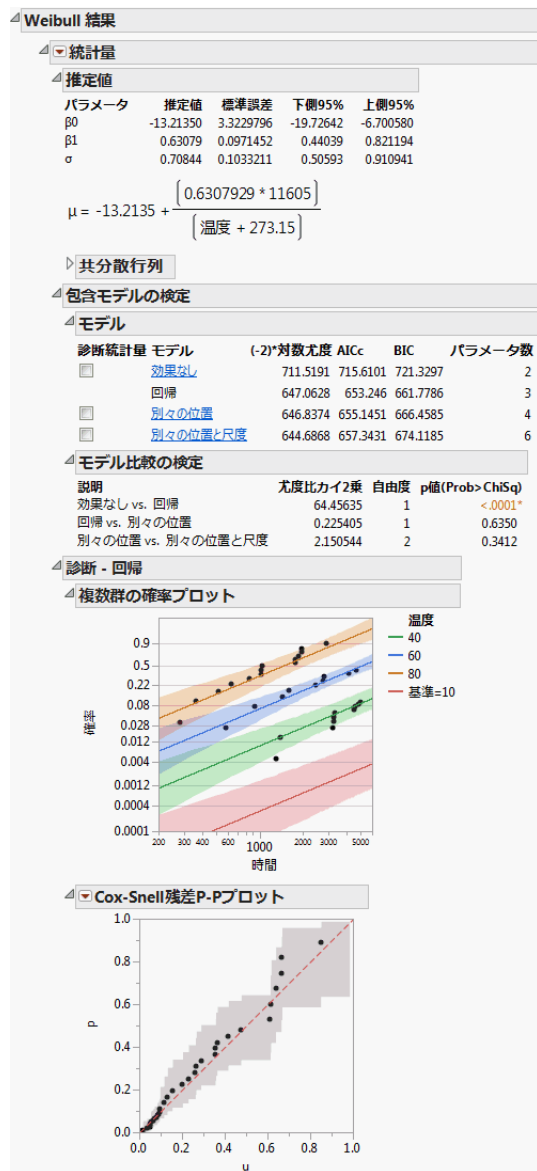 Weibull 結果
統計量
推定値
パラメータ 推定値 標準誤差 下側95% 上側95%
β0 -13.21350 3.3229796 -19.72642 -6.700580
β1 0.63079 0.0971452 0.44039 0.821194
σ 0.70844 0.1033211 0.50593 0.910941
(0.6307929 * 11605)
μ = -13.2135 +
(温度 + 273.15)
共分散行列
包含モデルの検定
モデル
診断統計量 モデル (-2)*対数尤度 AICc BIC パラメータ数
効果なし 711.5191 715.6101 721.3297 2
回帰 647.0628 653.246 661.7786 3
別々の位置 646.8374 655.1451 666.4585 4
別々の位置と尺度 644.6868 657.3431 674.1185 6
モデル比較の検定
説明 尤度比カイ2乗 自由度 p値(Prob>ChiSq)
効果なし vs. 回帰 64.45635 1 <.0001*
回帰 vs. 別々の位置 0.225405 1 0.6350
別々の位置 vs. 別々の位置と尺度 2.150544 2 0.3412
診断 - 回帰
複数群の確率プロット
温度
40
60
80
基準=10
0.9
0.5
0.22
0.08
0.028
0.012
0.004
0.0012
0.0004
0.0001
確率
200 300 400 600 1000 2000 3000 5000
時間
Cox-Snell残差P-Pプロット
1.0
0.8
0.6
0.4
0.2
0.0
p
0.0 0.2 0.4 0.6 0.8 1.0
u